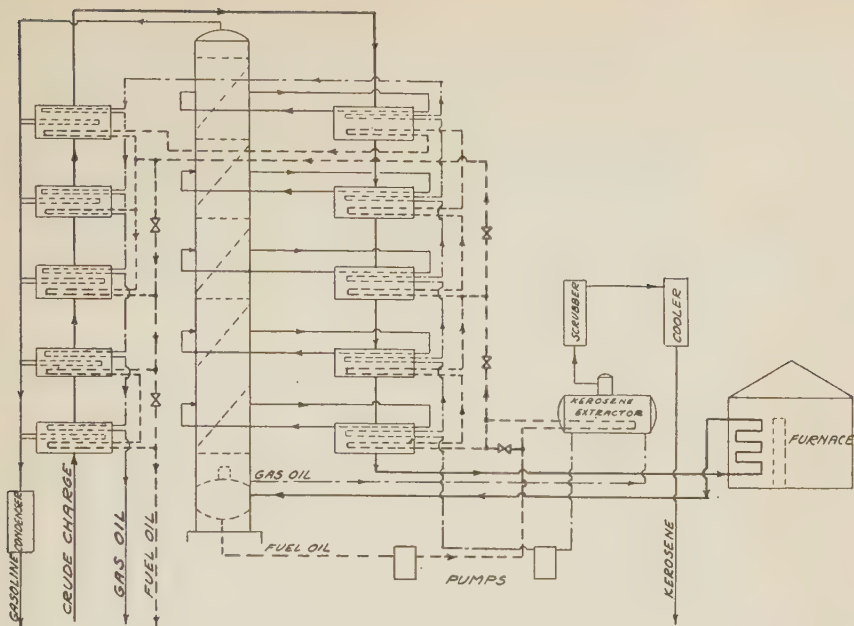 SCRUBBER
COOLER
KEROSENE
EXTRACTOR
FURNACE
GAS OIL
FUEL OIL
PUMPS
GASOLINE
CONDENSER
CRUDE CHARGE
GAS OIL
FUEL OIL
KEROSENE